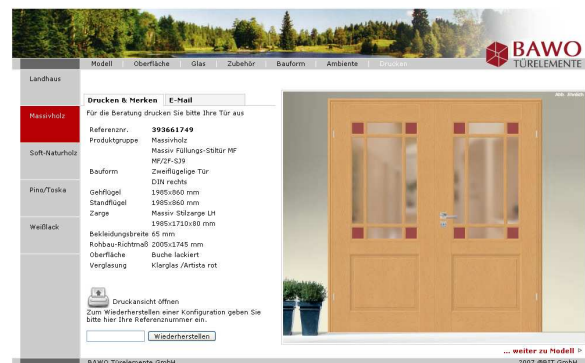 BAWO
TÜRELEMENTE
Modell Oberfläche Glas Zubehör Bauform Ambiente Drucken
Landhaus
Massivholz
Soft-Naturholz
Pino/Toska
Weißlack
Drucken & Merken E-Mail
Für die Beratung drucken Sie bitte Ihre Tür aus
Referenznr. 393661749
Produktgruppe Massivholz
Massiv Füllungs-Stiltür MF
MF/2F-SJ9
Bauform Zweiflügelige Tür
DIN rechts
Gehflügel 1985x860 mm
Standflügel 1985x860 mm
Zarge Massiv Stilzarge LH
1985x1710x80 mm
Bekleidungsbreite 65 mm
Rohbau-Richtmaß 2005x1745 mm
Oberfläche Buche lackiert
Verglasung Klarglas /Artista rot
Druckansicht öffnen
Zum Wiederherstellen einer Konfiguration geben Sie
bitte hier Ihre Referenznummer ein.
Wiederherstellen
... weiter zu Modell
BAWO Türelemente GmbH
2007 @BIT GmbH